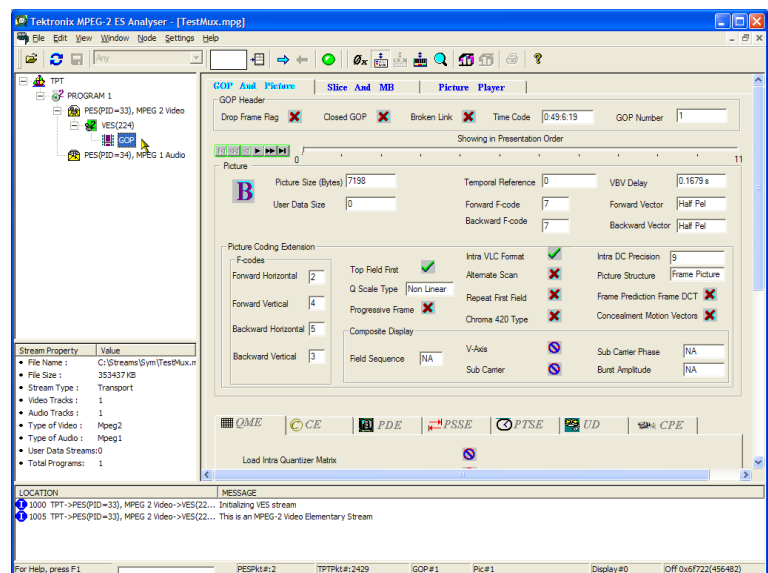 Tektronix MPEG-2 ES Analyser - [TestMux.mpg]
File Edit View Window Node Settings Help
Any
TPT
PROGRAM 1
PES(PID=33), MPEG 2 Video
VES(224)
GOP
PES(PID=34), MPEG 1 Audio
GOP And Picture Slice And MB Picture Player
GOP Header
Drop Frame Flag Closed GOP Broken Link Time Code 0:49:6:19 GOP Number 1
Showing in Presentation Order
0 11
Picture
B
Picture Size (Bytes) 7198 Temporal Reference 0 VBV Delay 0.1679 s
User Data Size 0 Forward F-code 7 Forward Vector Half Pel
Backward F-code 7 Backward Vector Half Pel
Picture Coding Extension
F-codes
Forward Horizontal 2
Forward Vertical 4
Backward Horizontal 5
Backward Vertical 3
Top Field First
Q Scale Type Non Linear
Progressive Frame
Intra VLC Format
Alternate Scan
Repeat First Field
Chroma 420 Type
Intra DC Precision 9
Picture Structure Frame Picture
Frame Prediction Frame DCT
Concealment Motion Vectors
Composite Display
Field Sequence NA
V-Axis
Sub Carrier
Sub Carrier Phase NA
Burst Amplitude NA
QME CE PDE PSSE PTSE UD CPE
Load Intra Quantizer Matrix
Stream Property Value
File Name : C:\Streams\Sym\TestMux.m
File Size : 353437 KB
Stream Type : Transport
Video Tracks : 1
Audio Tracks : 1
Type of Video : Mpeg2
Type of Audio : Mpeg1
User Data Streams:0
Total Programs: 1
LOCATION MESSAGE
1000 TPT->PES(PID=33), MPEG 2 Video->VES(22... Initializing VES stream
1005 TPT->PES(PID=33), MPEG 2 Video->VES(22... This is an MPEG-2 Video Elementary Stream
For Help, press F1 PESPkt#:2 TPTPkt#:2429 GOP#1 Pic#1 Display#0 Off 0x6f722(456482)